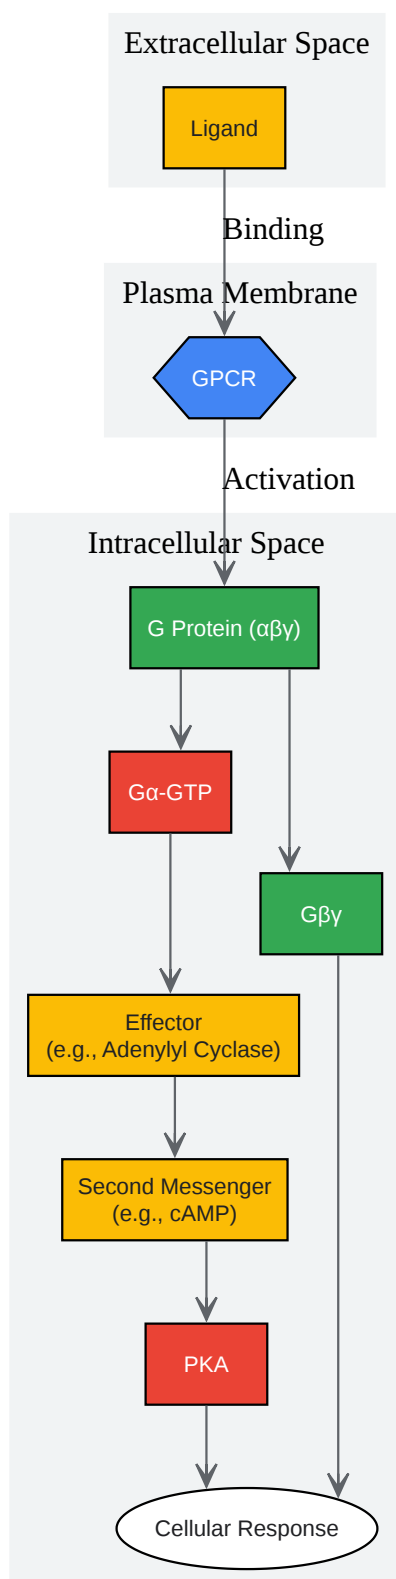 Extracellular Space
Ligand
Binding
Plasma Membrane
GPCR
Activation
Intracellular Space
G Protein (αβγ)
Gα-GTP
Gβγ
Effector
(e.g., Adenylyl Cyclase)
Second Messenger
(e.g., cAMP)
PKA
Cellular Response